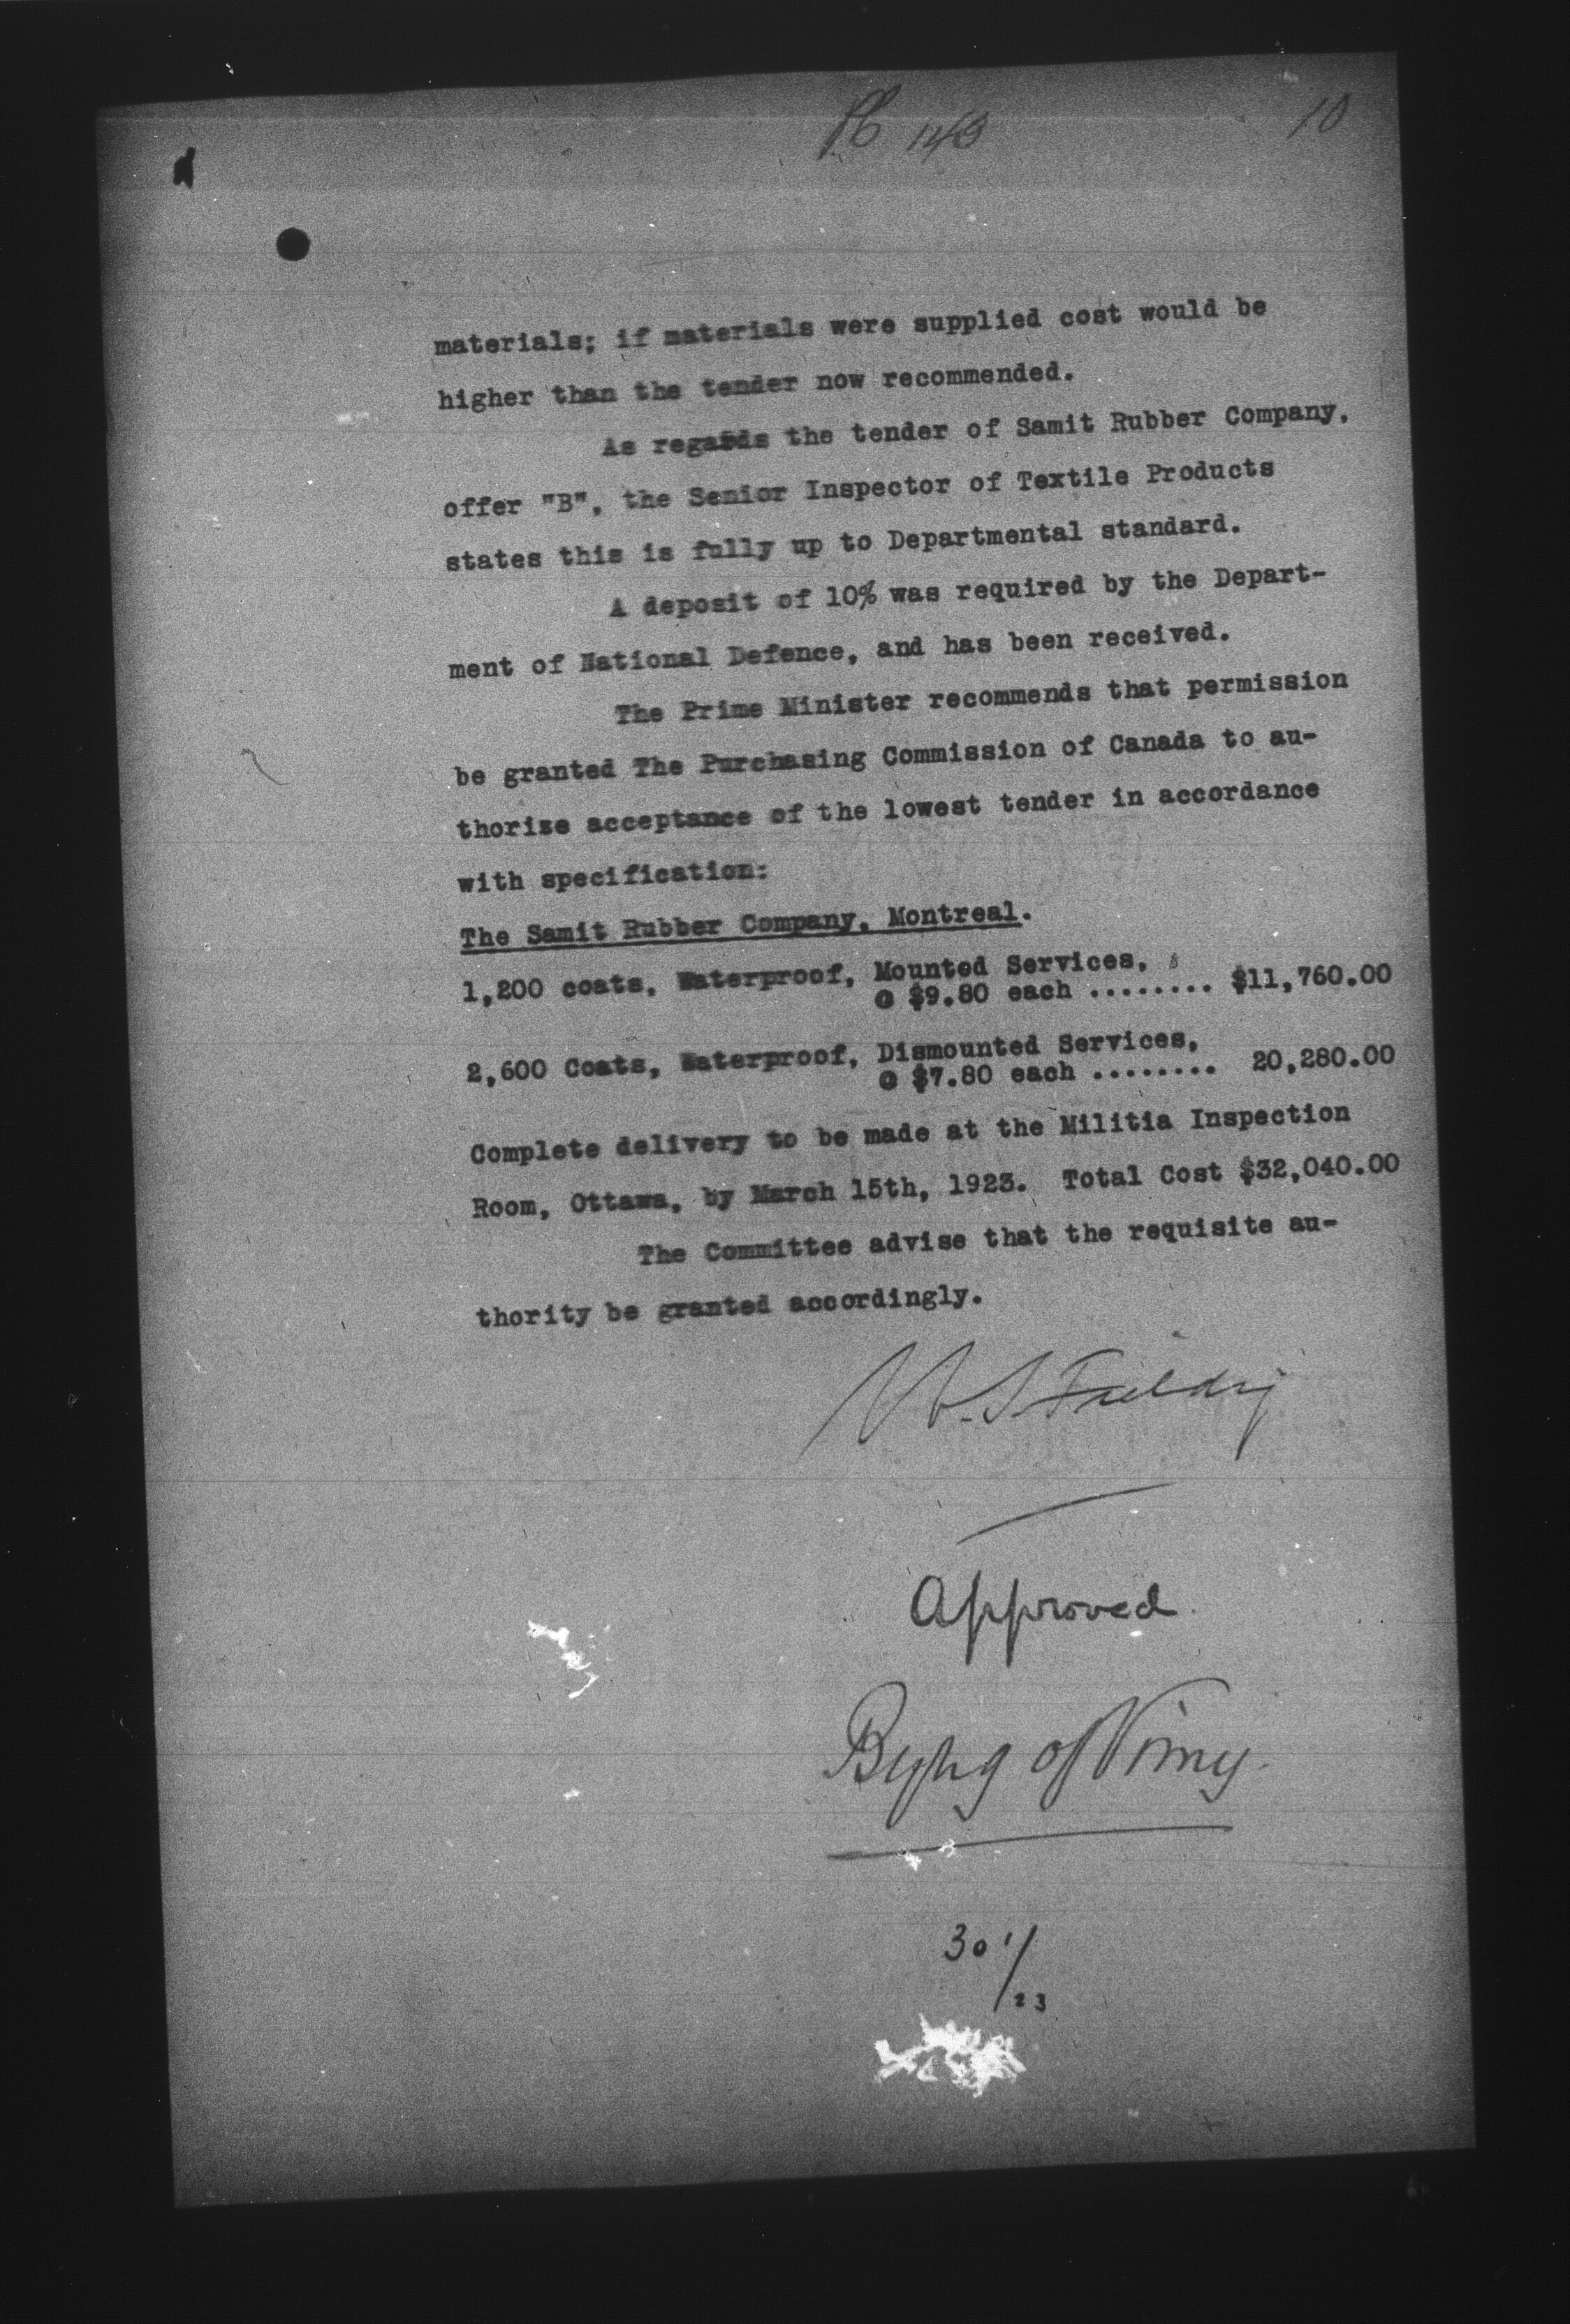 PC 143 10
materials; if materials were supplied cost would be
higher than the tender now recommended.
As regards the tender of Samit Rubber Company,
offer "B", the Senior Inspector of Textile Products
states this is fully up to Departmental standard.
A deposit of 10% was required by the Depart-
ment of National Defence, and has been received.
The Prime Minister recommends that permission
be granted The Purchasing Commission of Canada to au-
thorize acceptance of the lowest tender in accordance
with specification:
The Samit Rubber Company, Montreal.
1,200 coats, Waterproof, Mounted Services,
@ $9.80 each ........ $11,760.00
2,600 Coats, Waterproof, Dismounted Services,
@ $7.80 each ........ 20,280.00
Complete delivery to be made at the Militia Inspection
Room, Ottawa, by March 15th, 1923. Total Cost $32,040.00
The Committee advise that the requisite au-
thority be granted accordingly.
W.S Fielding
Approved
Byng of Vimy.
30 1/23